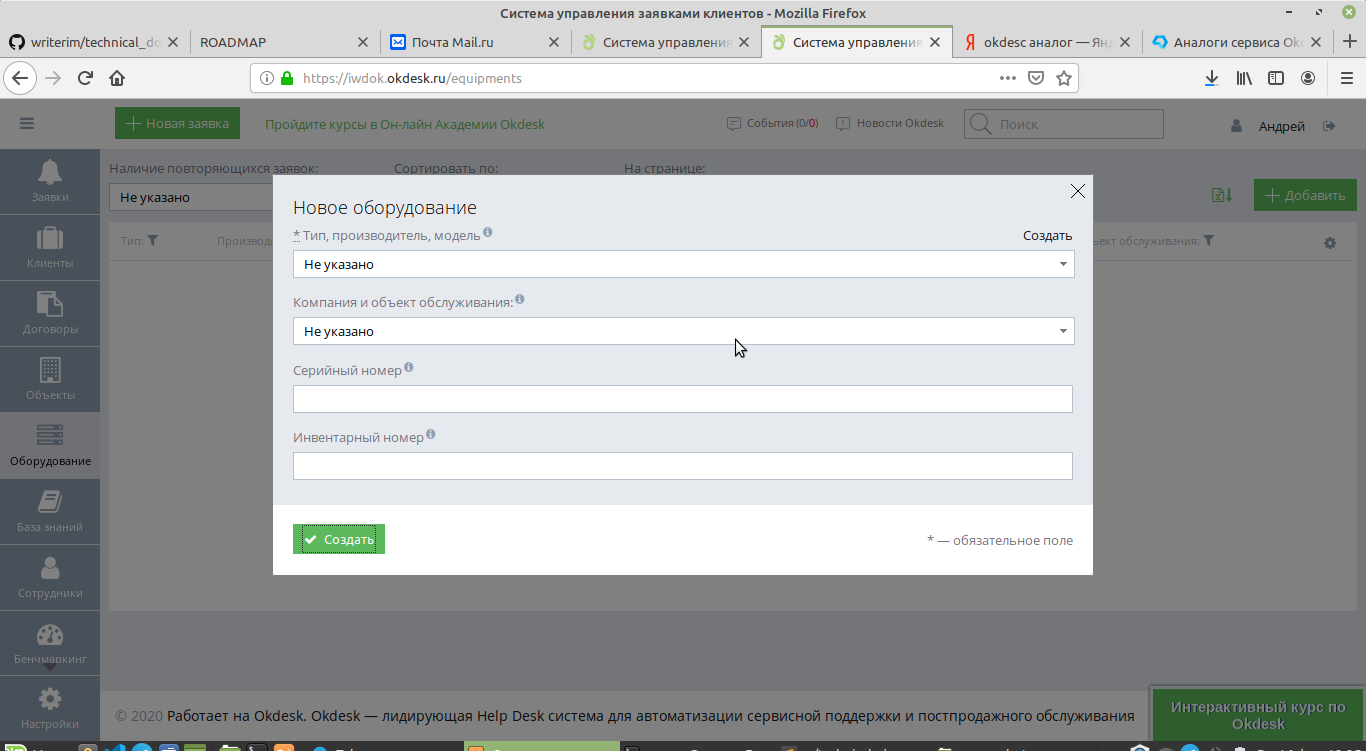 Система управления заявками клиентов - Mozilla Firefox
writerim/technical_do
ROADMAP
Почта Mail.ru
Система управления
Система управления
okdesc аналог — Янд
Аналоги сервиса Okd
https://iwdok.okdesk.ru/equipments
Новая заявка
Пройдите курсы в Он-лайн Академии Okdesk
События (0/0)
Новости Okdesk
Поиск
Андрей
Заявки
Клиенты
Договоры
Объекты
Оборудование
База знаний
Сотрудники
Бенчмаркинг
Настройки
Наличие повторяющихся заявок:
Сортировать по:
На странице:
Не указано
Добавить
Тип:
Производ
ъект обслуживания:
Новое оборудование
* Тип, производитель, модель
Создать
Не указано
Компания и объект обслуживания:
Не указано
Серийный номер
Инвентарный номер
Создать
* — обязательное поле
© 2020 Работает на Okdesk. Okdesk — лидирующая Help Desk система для автоматизации сервисной поддержки и постпродажного обслуживания
Интерактивный курс по
Okdesk